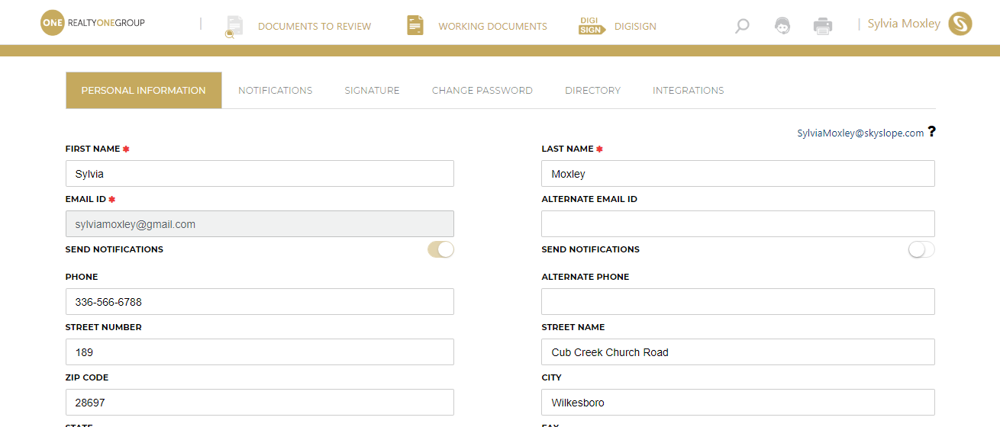 ONE REALTYONEGROUP | DOCUMENTS TO REVIEW WORKING DOCUMENTS DIGI SIGN DIGISIGN | Sylvia Moxley
PERSONAL INFORMATION NOTIFICATIONS SIGNATURE CHANGE PASSWORD DIRECTORY INTEGRATIONS
SylviaMoxley@skyslope.com ?
FIRST NAME * LAST NAME *
Sylvia Moxley
EMAIL ID * ALTERNATE EMAIL ID
sylviamoxley@gmail.com
SEND NOTIFICATIONS SEND NOTIFICATIONS
PHONE ALTERNATE PHONE
336-566-6788
STREET NUMBER STREET NAME
189 Cub Creek Church Road
ZIP CODE CITY
28697 Wilkesboro
STATE FAX